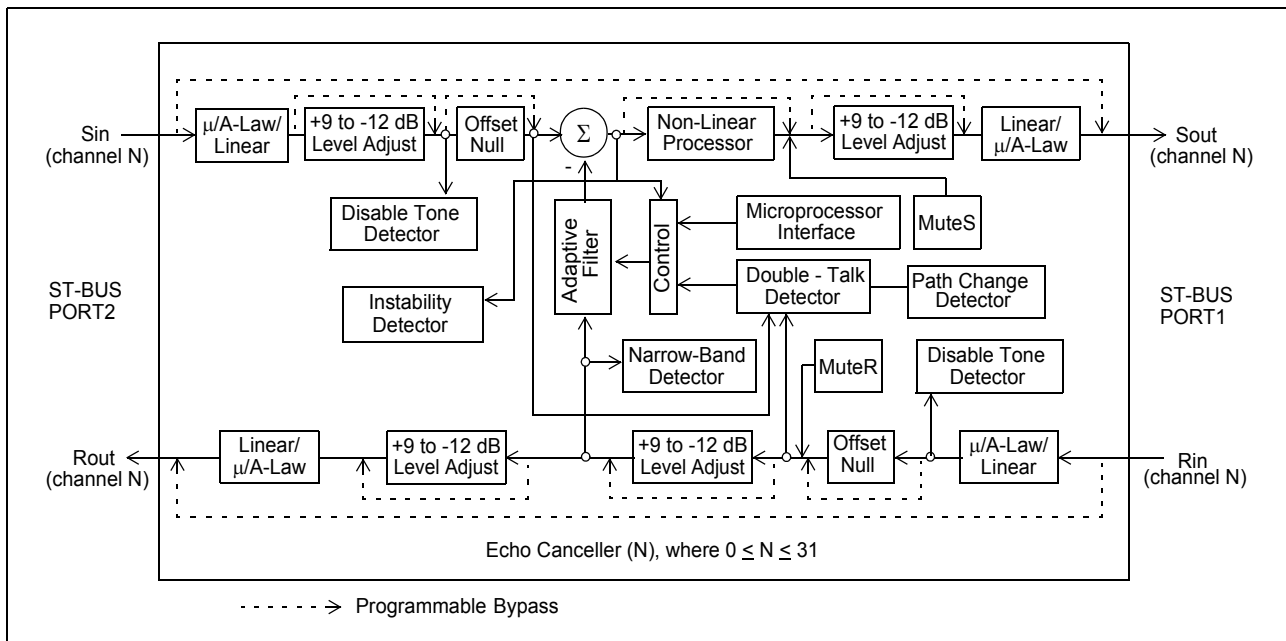 Sin
(channel N)
μ/A-Law/
Linear
+9 to -12 dB
Level Adjust
Offset
Null
Σ
-
Non-Linear
Processor
+9 to -12 dB
Level Adjust
Linear/
μ/A-Law
Sout
(channel N)
Disable Tone
Detector
Adaptive
Filter
Control
Microprocessor
Interface
MuteS
ST-BUS
PORT2
Instability
Detector
Double - Talk
Detector
Path Change
Detector
ST-BUS
PORT1
Narrow-Band
Detector
MuteR
Disable Tone
Detector
Rout
(channel N)
Linear/
μ/A-Law
+9 to -12 dB
Level Adjust
+9 to -12 dB
Level Adjust
Offset
Null
μ/A-Law/
Linear
Rin
(channel N)
Echo Canceller (N), where 0 ≤ N ≤ 31
Programmable Bypass